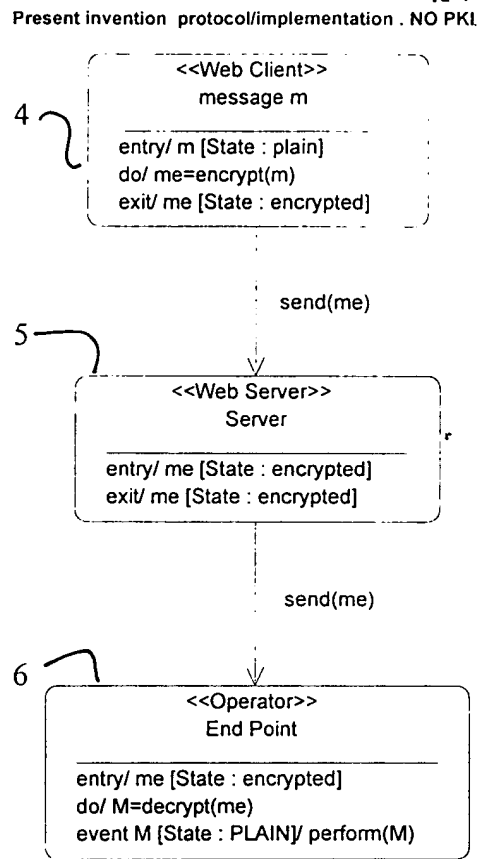 Present invention protocol/implementation . NO PKI.
4
<<Web Client>>
message m
entry/ m [State : plain]
do/ me=encrypt(m)
exit/ me [State : encrypted]
send(me)
5
<<Web Server>>
Server
entry/ me [State : encrypted]
exit/ me [State : encrypted]
send(me)
6
<<Operator>>
End Point
entry/ me [State : encrypted]
do/ M=decrypt(me)
event M [State : PLAIN]/ perform(M)